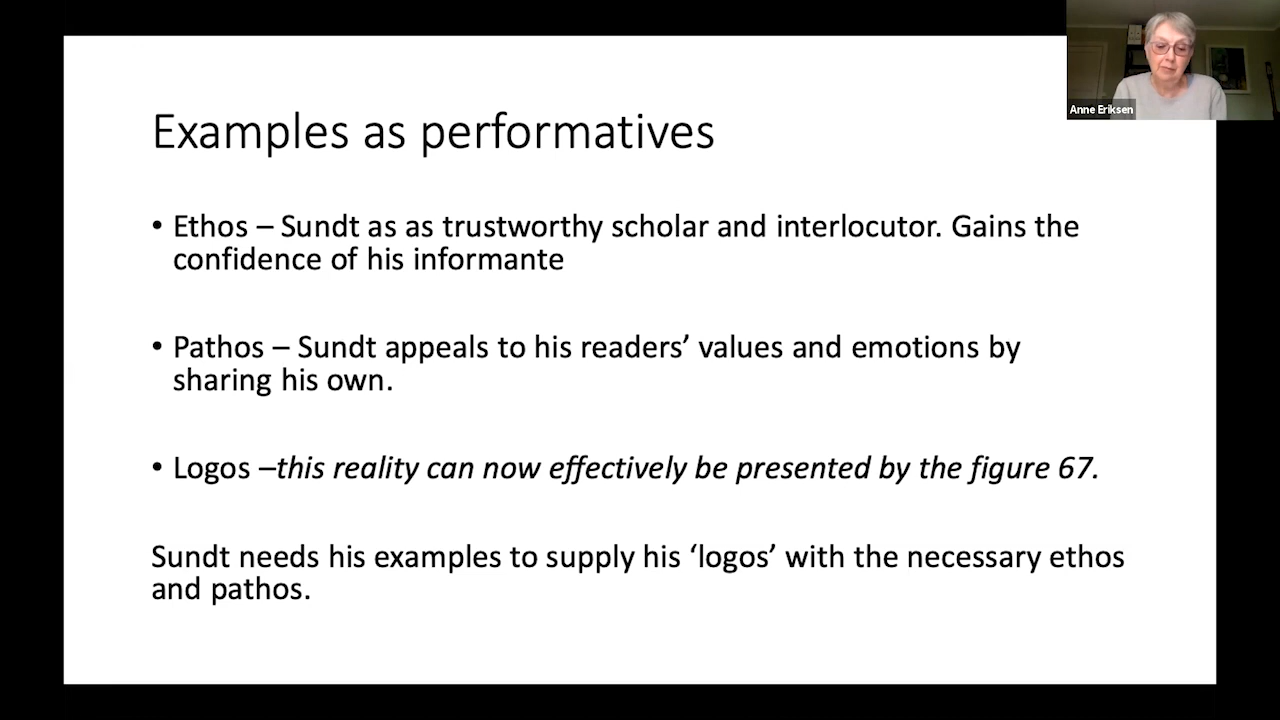 Examples as performatives
• Ethos – Sundt as as trustworthy scholar and interlocutor. Gains the
confidence of his informante
• Pathos – Sundt appeals to his readers’ values and emotions by
sharing his own.
• Logos –this reality can now effectively be presented by the figure 67.
Sundt needs his examples to supply his ‘logos’ with the necessary ethos
and pathos.
Anne Eriksen